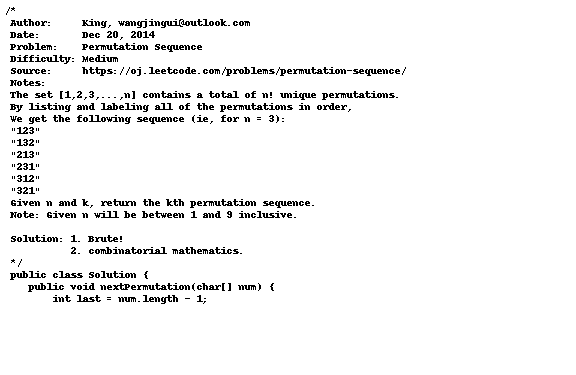 /*
Author: King, wangjingui@outlook.com
Date: Dec 20, 2014
Problem: Permutation Sequence
Difficulty: Medium
Source: https://oj.leetcode.com/problems/permutation-sequence/
Notes:
The set [1,2,3,...,n] contains a total of n! unique permutations.
By listing and labeling all of the permutations in order,
We get the following sequence (ie, for n = 3):
"123"
"132"
"213"
"231"
"312"
"321"
Given n and k, return the kth permutation sequence.
Note: Given n will be between 1 and 9 inclusive.
Solution: 1. Brute!
2. combinatorial mathematics.
*/
public class Solution {
public void nextPermutation(char[] num) {
int last = num.length - 1;